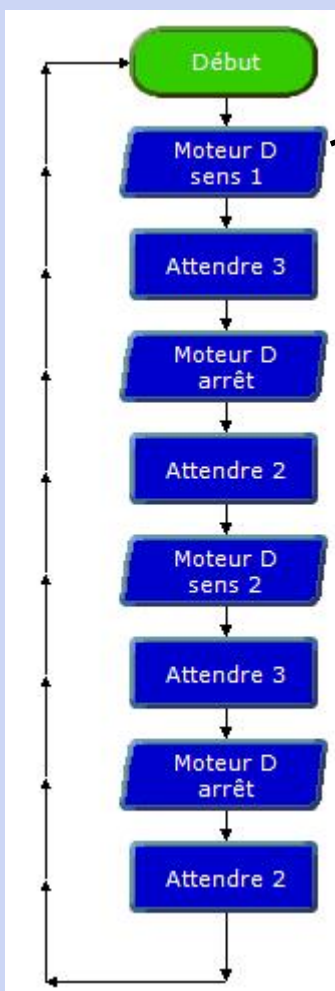 Début
Moteur D
sens 1
Attendre 3
Moteur D
arrêt
Attendre 2
Moteur D
sens 2
Attendre 3
Moteur D
arrêt
Attendre 2